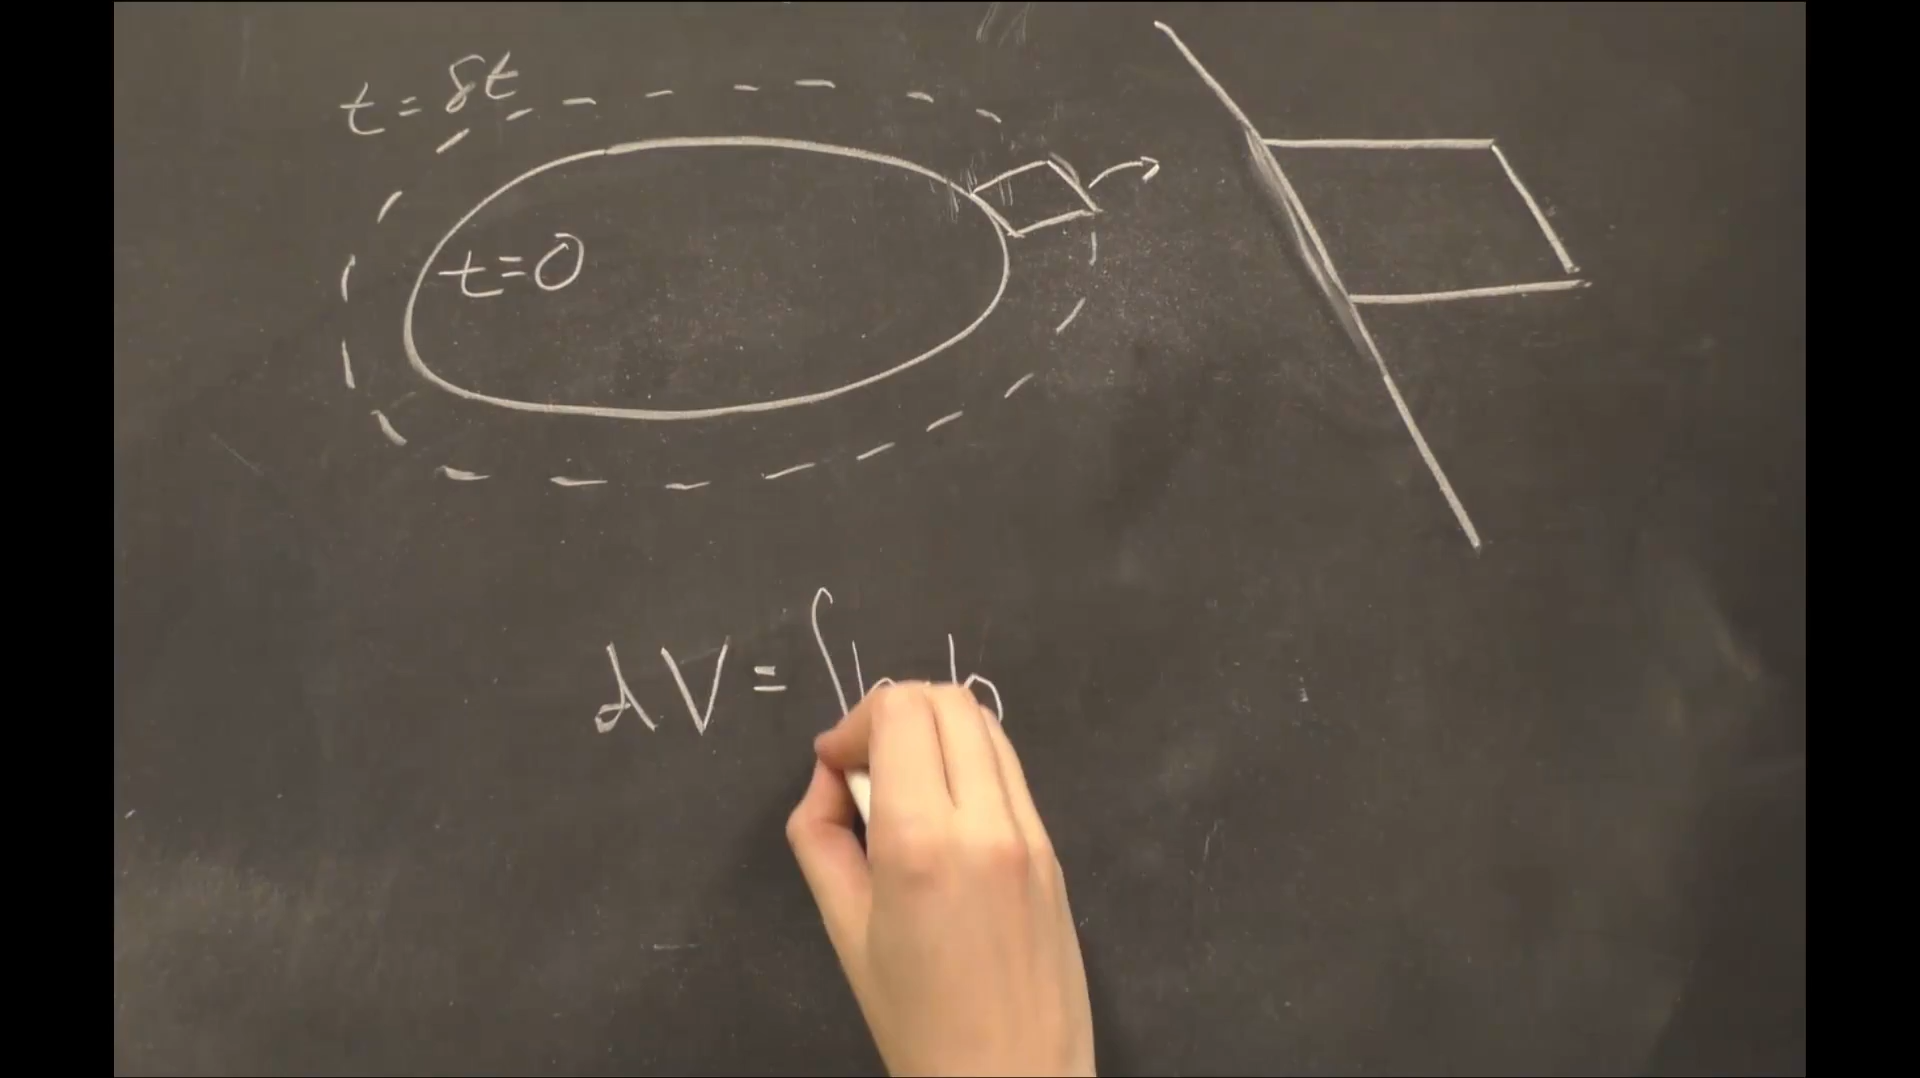 t = δt
t=0
dV = ∫ b · b